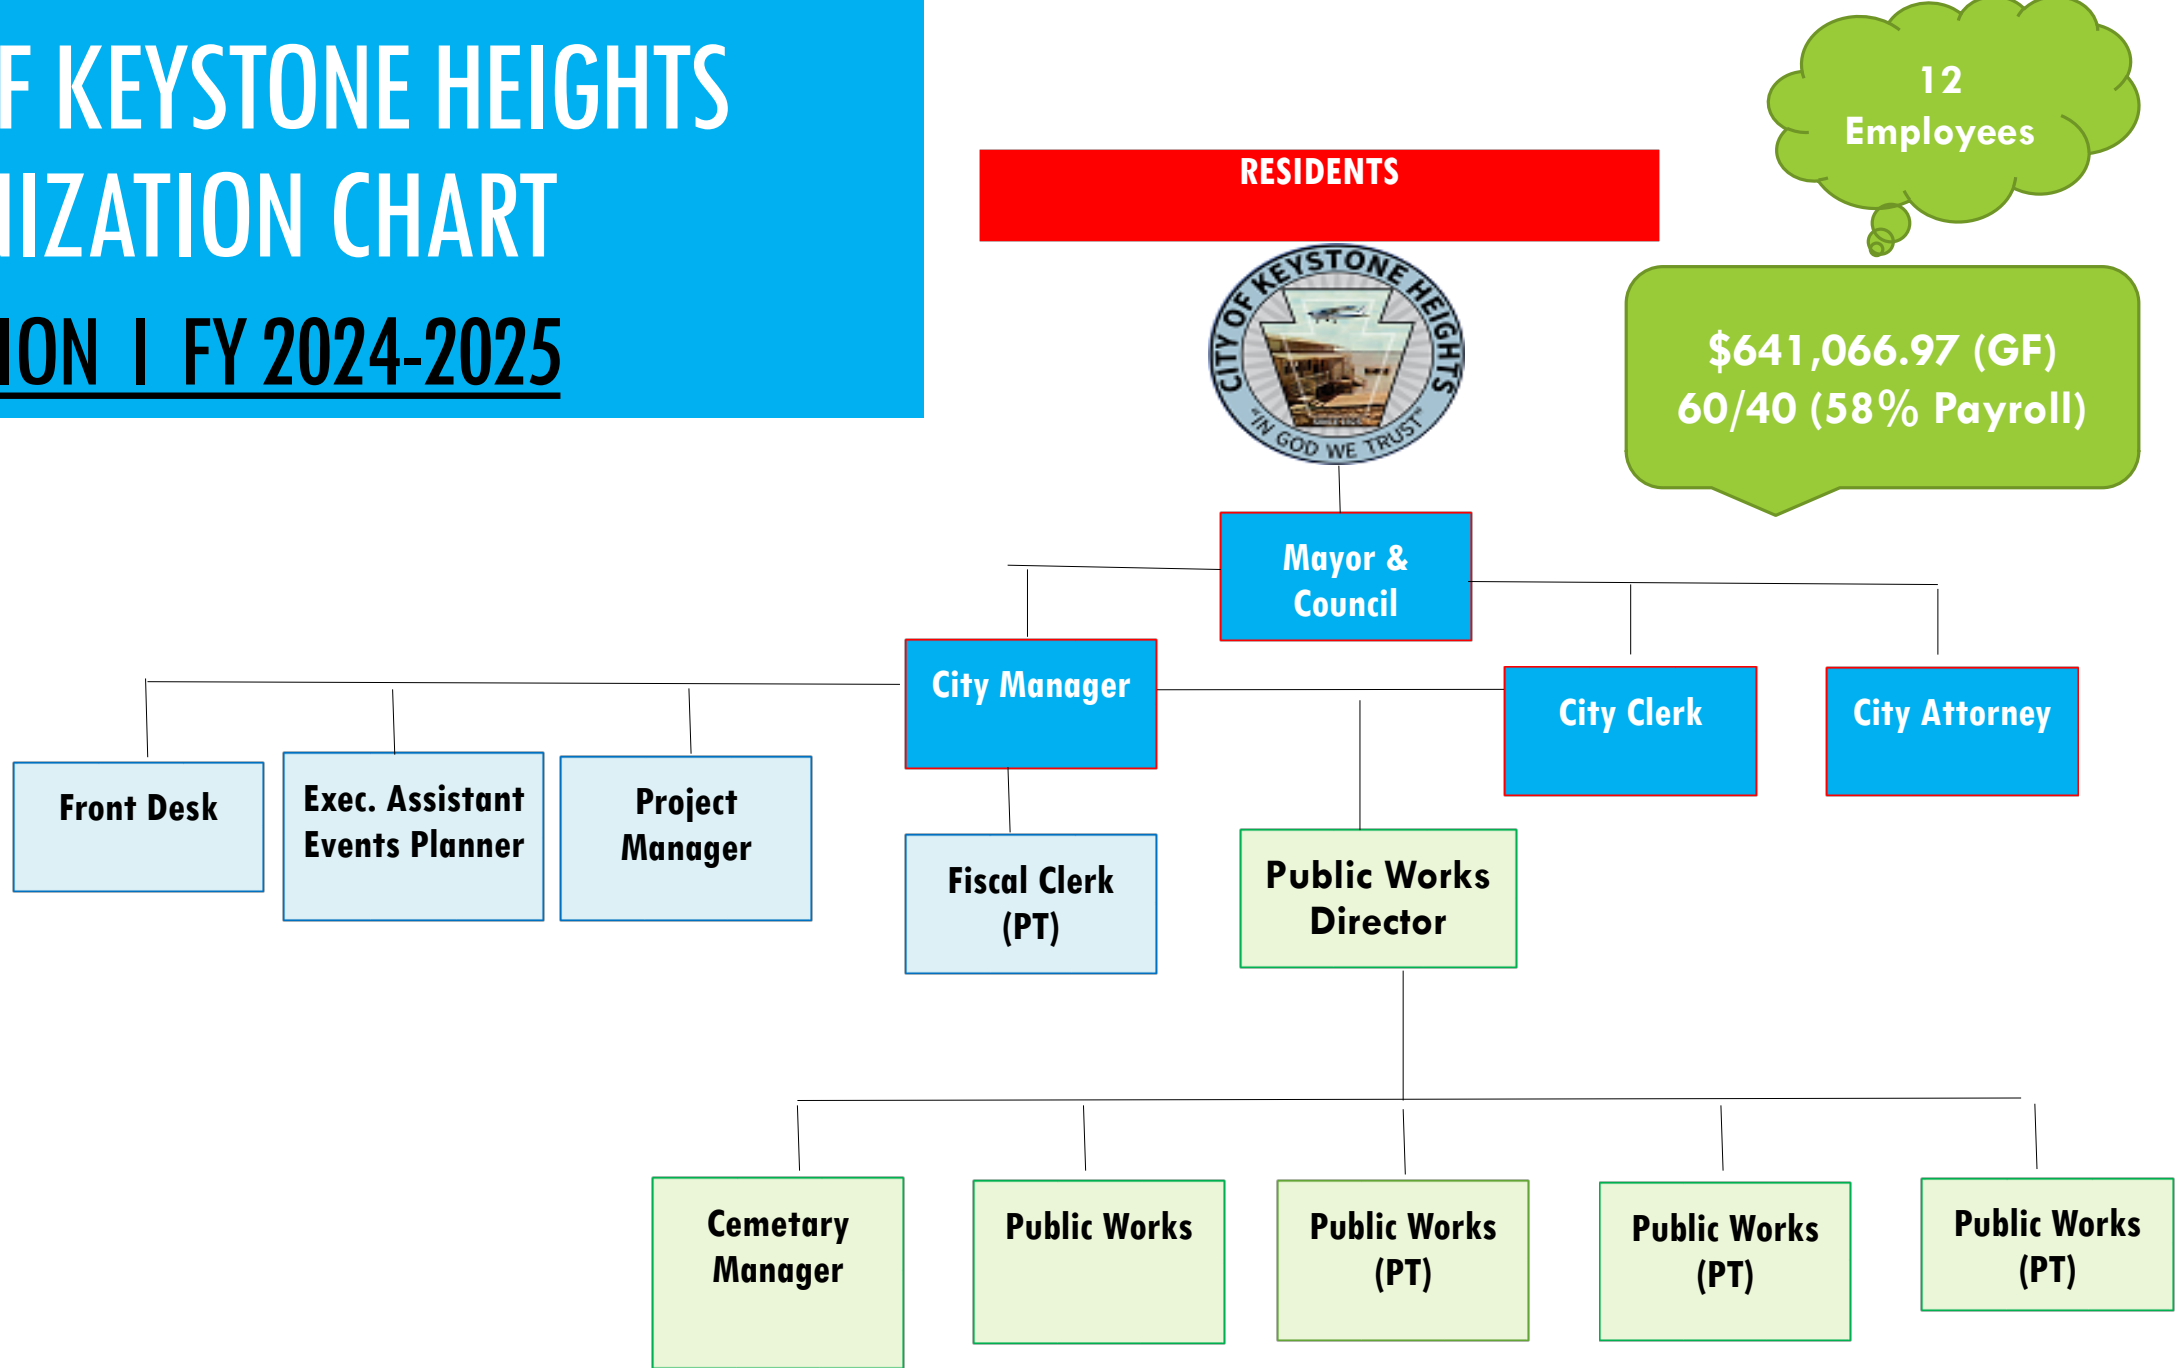 F KEYSTONE HEIGHTS
NIZATION CHART
ION I FY 2024-2025
12
Employees
RESIDENTS
CITY OF KEYSTONE HEIGHTS
"IN GOD WE TRUST"
$641,066.97 (GF)
60/40 (58% Payroll)
Mayor &
Council
City Manager
City Clerk
City Attorney
Front Desk
Exec. Assistant
Events Planner
Project
Manager
Fiscal Clerk
(PT)
Public Works
Director
Cemetary
Manager
Public Works
Public Works
(PT)
Public Works
(PT)
Public Works
(PT)